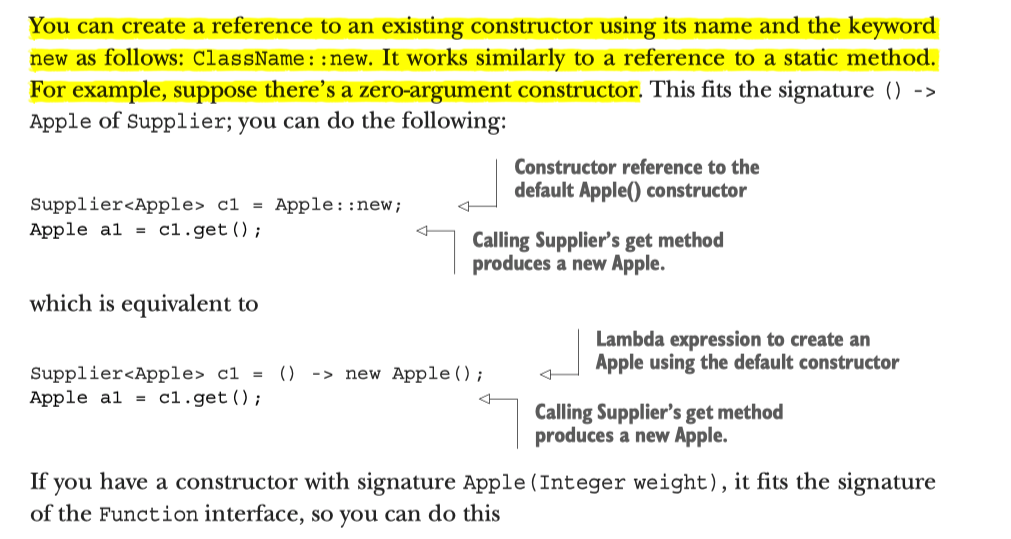 You can create a reference to an existing constructor using its name and the keyword
new as follows: ClassName::new. It works similarly to a reference to a static method.
For example, suppose there’s a zero-argument constructor. This fits the signature () ->
Apple of Supplier; you can do the following:
Constructor reference to the
default Apple() constructor
Supplier<Apple> c1 = Apple::new;
Apple a1 = c1.get();
Calling Supplier’s get method
produces a new Apple.
which is equivalent to
Lambda expression to create an
Apple using the default constructor
Supplier<Apple> c1 = () -> new Apple();
Apple a1 = c1.get();
Calling Supplier’s get method
produces a new Apple.
If you have a constructor with signature Apple(Integer weight), it fits the signature
of the Function interface, so you can do this